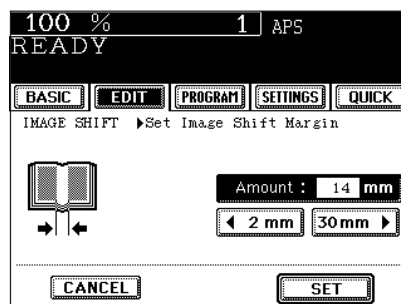 100 % 1 APS
READY
BASIC EDIT PROGRAM SETTINGS QUICK
IMAGE SHIFT ▶Set Image Shift Margin
Amount : 14 mm
◀ 2 mm 30mm ▶
CANCEL SET